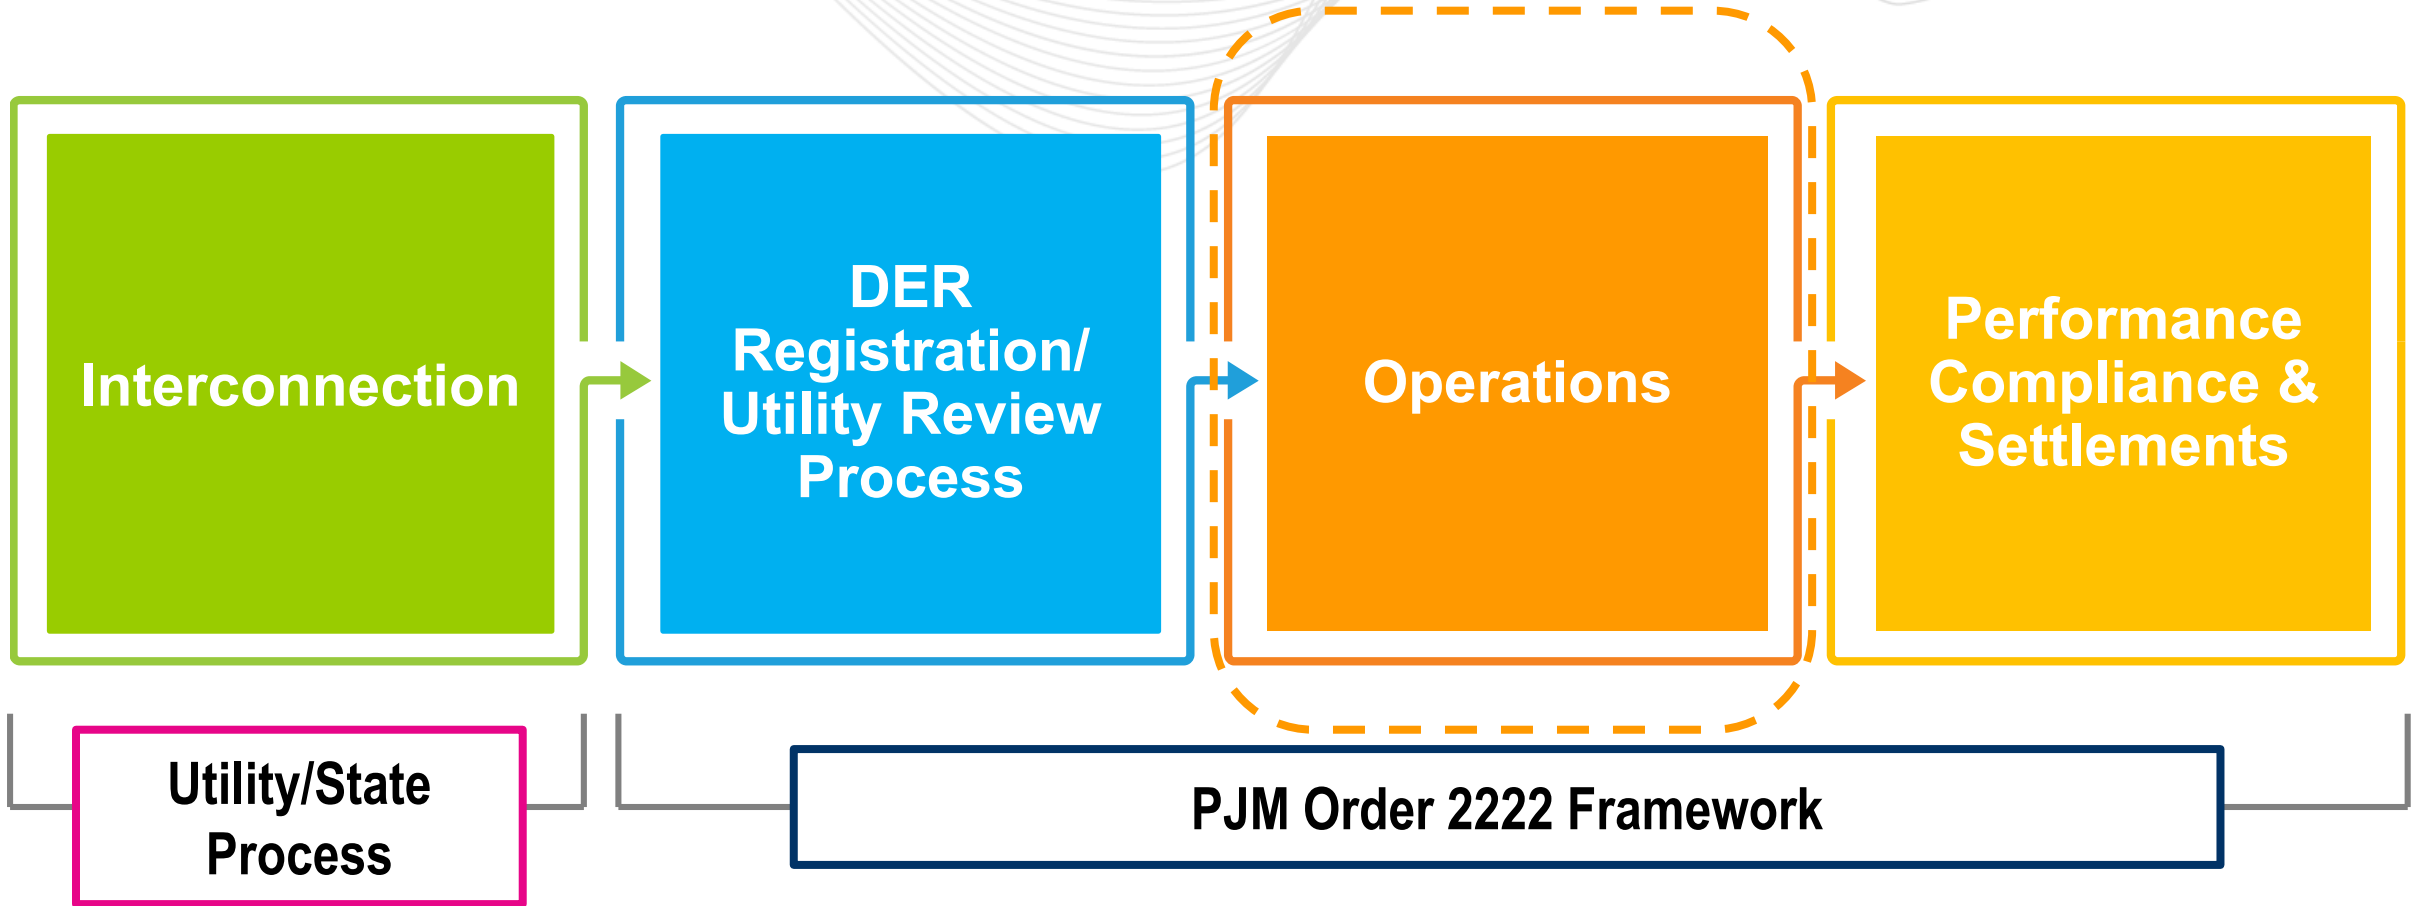 Interconnection
DER
Registration/
Utility Review
Process
Operations
Performance
Compliance &
Settlements
Utility/State
Process
PJM Order 2222 Framework